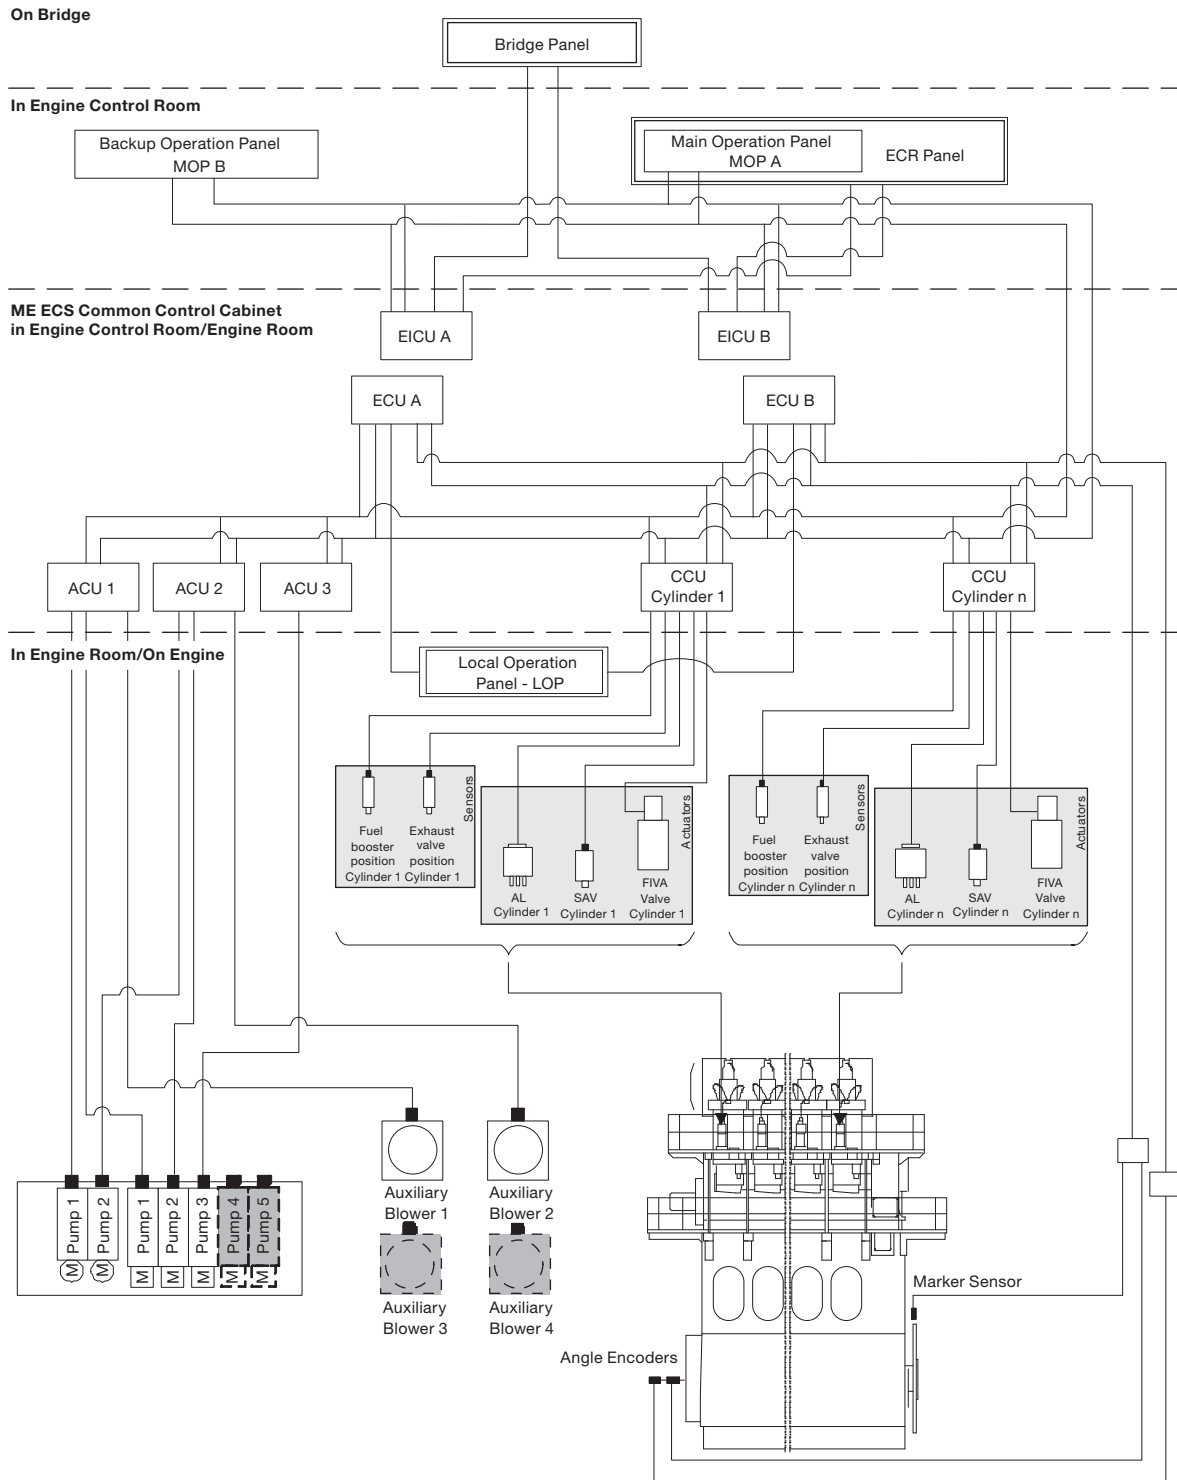 On Bridge
Bridge Panel
In Engine Control Room
Backup Operation Panel
MOP B
Main Operation Panel
MOP A
ECR Panel
ME ECS Common Control Cabinet
in Engine Control Room/Engine Room
EICU A
EICU B
ECU A
ECU B
ACU 1
ACU 2
ACU 3
CCU
Cylinder 1
CCU
Cylinder n
In Engine Room/On Engine
Local Operation
Panel - LOP
Sensors
Fuel
booster
position
Cylinder 1
Exhaust
valve
position
Cylinder 1
Actuators
AL
Cylinder 1
SAV
Cylinder 1
FIVA
Valve
Cylinder 1
Sensors
Fuel
booster
position
Cylinder n
Exhaust
valve
position
Cylinder n
Actuators
AL
Cylinder n
SAV
Cylinder n
FIVA
Valve
Cylinder n
Pump 1
M
Pump 2
M
Pump 1
M
Pump 2
M
Pump 3
M
Pump 4
M
Pump 5
M
Auxiliary
Blower 1
Auxiliary
Blower 2
Auxiliary
Blower 3
Auxiliary
Blower 4
Marker Sensor
Angle Encoders